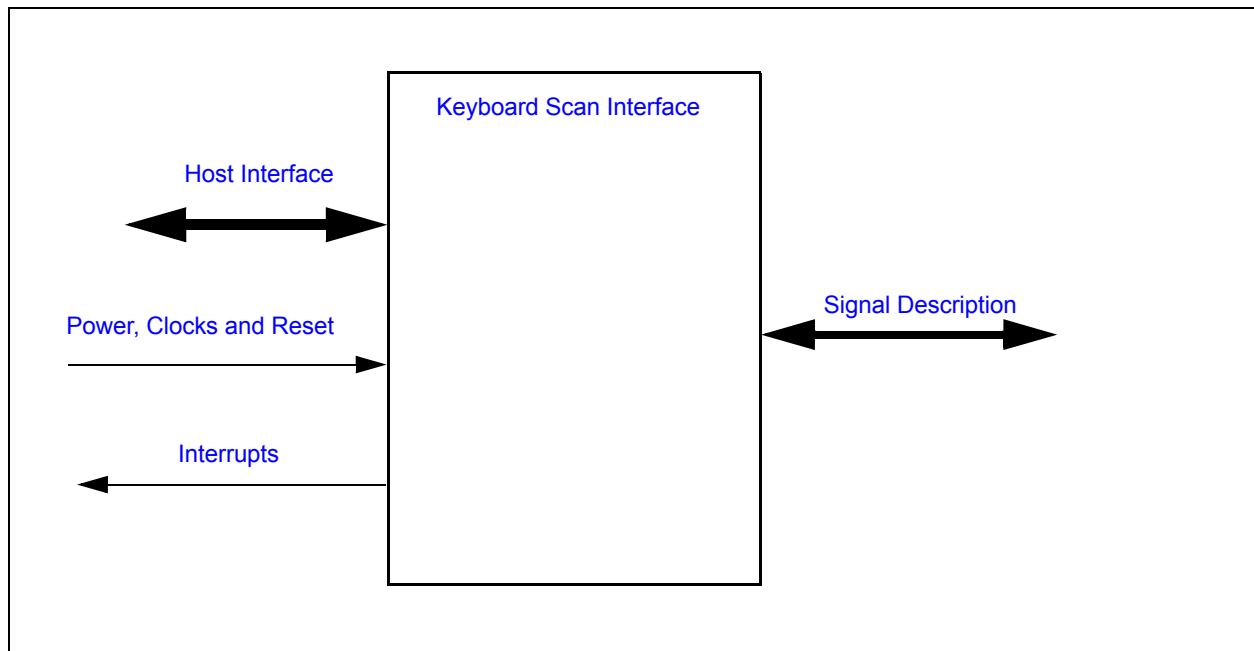 Keyboard Scan Interface
Host Interface
Signal Description
Power, Clocks and Reset
Interrupts